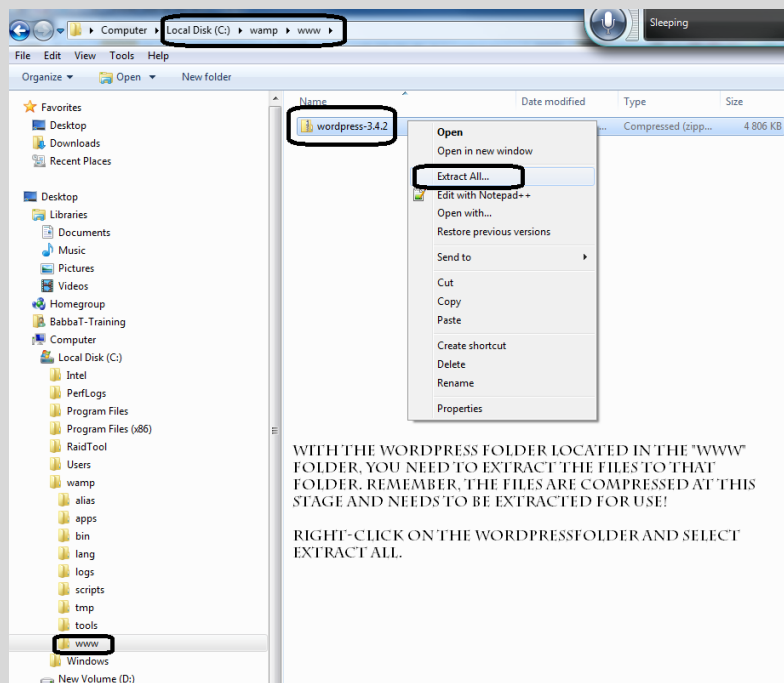 Sleeping
Computer Local Disk (C:) wamp www
File Edit View Tools Help
Organize Open New folder
Name Date modified Type Size
wordpress-3.4.2 ... Compressed (zipp... 4 806 KB
Open
Open in new window
Extract All...
Edit with Notepad++
Open with...
Restore previous versions
Send to
Cut
Copy
Paste
Create shortcut
Delete
Rename
Properties
Favorites
Desktop
Downloads
Recent Places
Desktop
Libraries
Documents
Music
Pictures
Videos
Homegroup
BabbaT-Training
Computer
Local Disk (C:)
Intel
PerfLogs
Program Files
Program Files (x86)
RaidTool
Users
wamp
alias
apps
bin
lang
logs
scripts
tmp
tools
www
Windows
New Volume (D:)
WITH THE WORDPRESS FOLDER LOCATED IN THE "WWW"
FOLDER, YOU NEED TO EXTRACT THE FILES TO THAT
FOLDER. REMEMBER, THE FILES ARE COMPRESSED AT THIS
STAGE AND NEEDS TO BE EXTRACTED FOR USE!
RIGHT-CLICK ON THE WORDPRESSFOLDER AND SELECT
EXTRACT ALL.